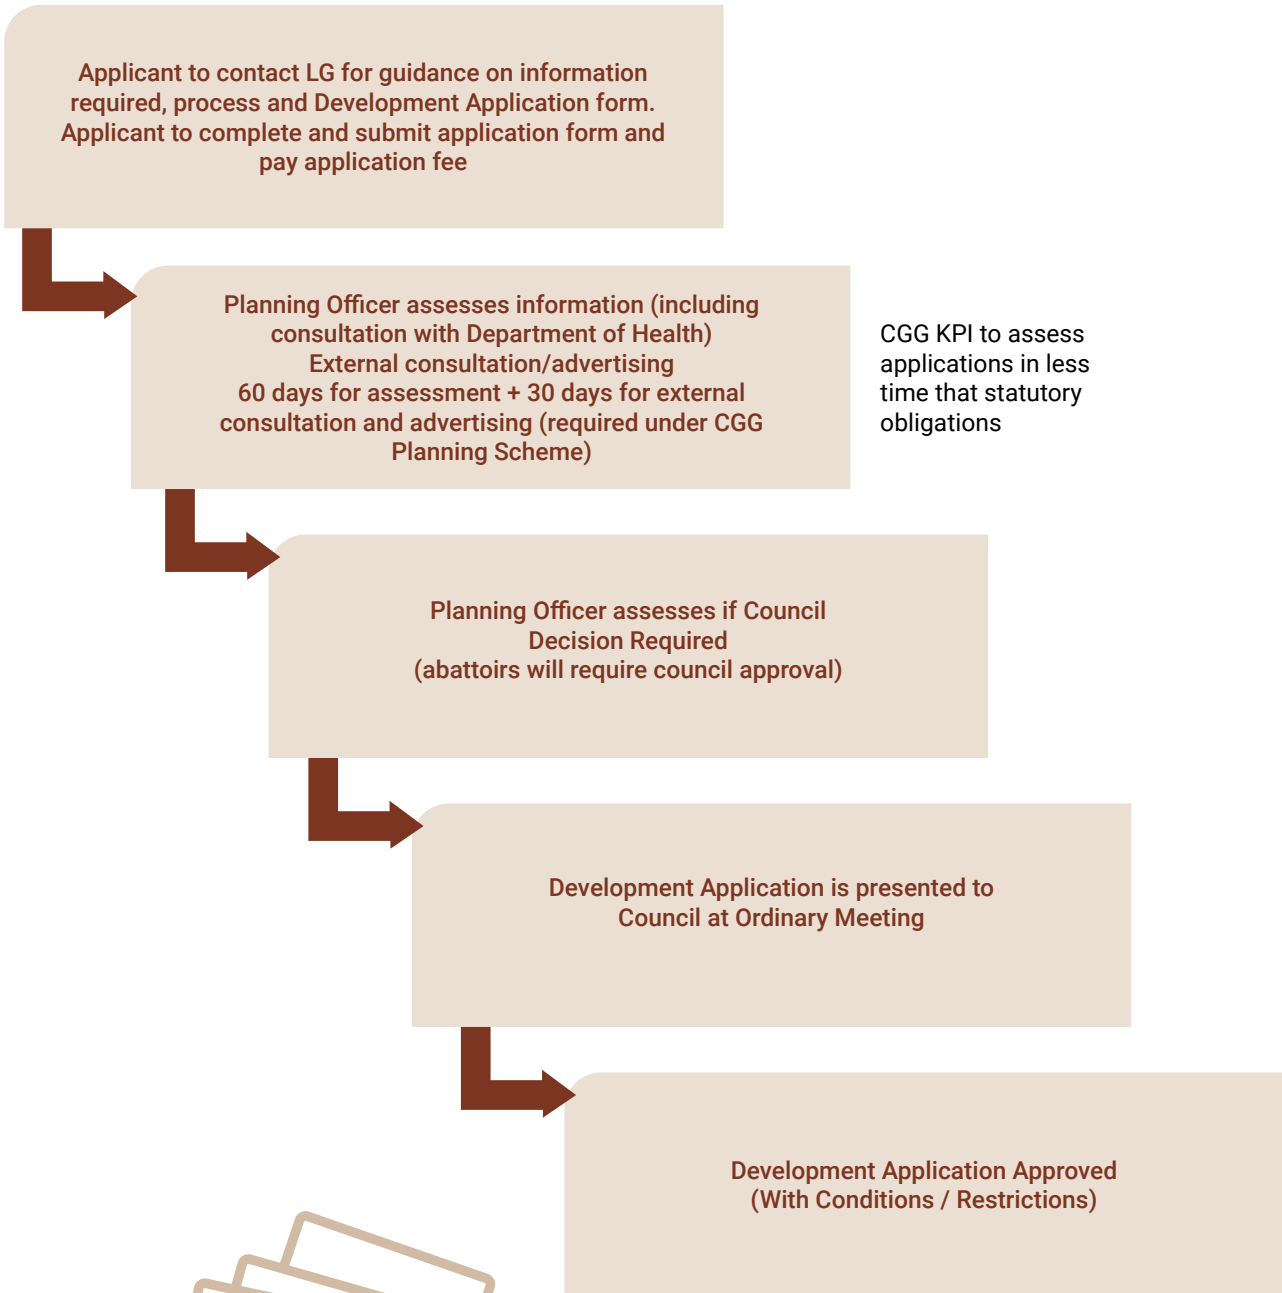 Applicant to contact LG for guidance on information
required, process and Development Application form.
Applicant to complete and submit application form and
pay application fee
Planning Officer assesses information (including
consultation with Department of Health)
External consultation/advertising
60 days for assessment + 30 days for external
consultation and advertising (required under CGG
Planning Scheme)
CGG KPI to assess
applications in less
time that statutory
obligations
Planning Officer assesses if Council
Decision Required
(abattoirs will require council approval)
Development Application is presented to
Council at Ordinary Meeting
Development Application Approved
(With Conditions / Restrictions)